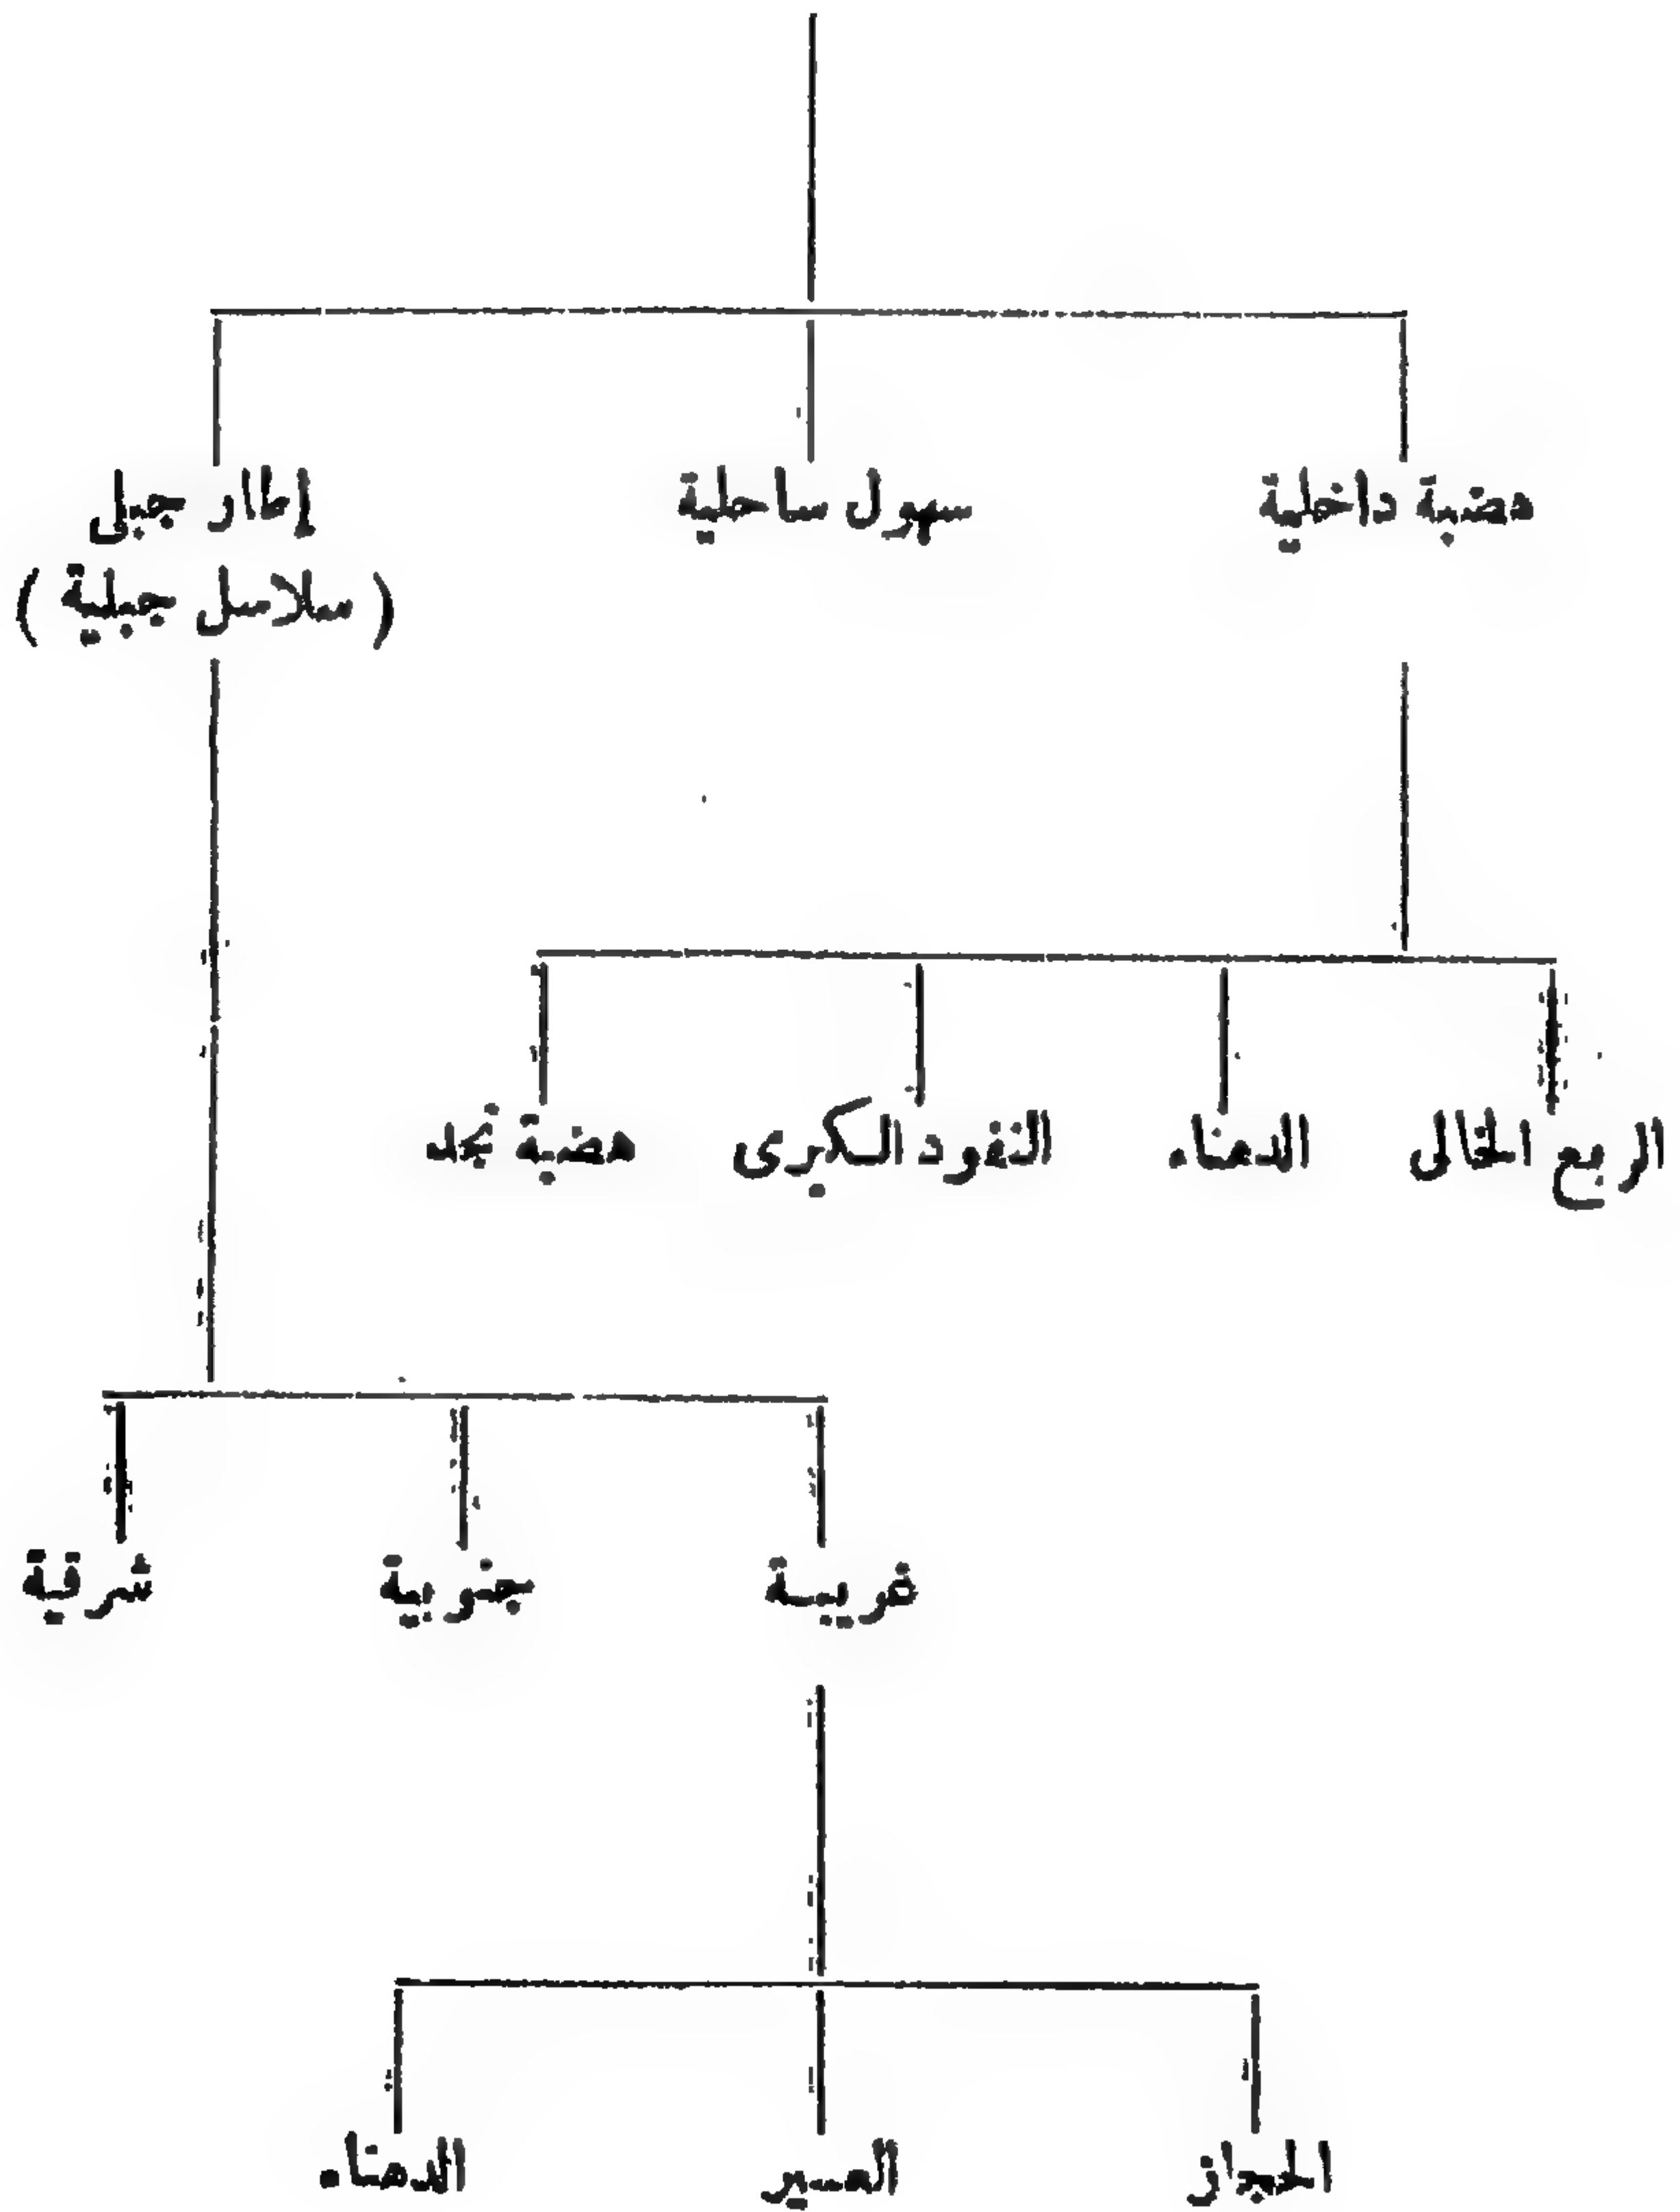 هضبة داخلية
سهول ساحلية
إطار جبلى
( سلاسل جبلية )
الربع الخالى
الدهناء
النفود الكبرى
هضبة نجد
غربية
جنوبية
شرقية
الحجاز
العسير
الدهناء